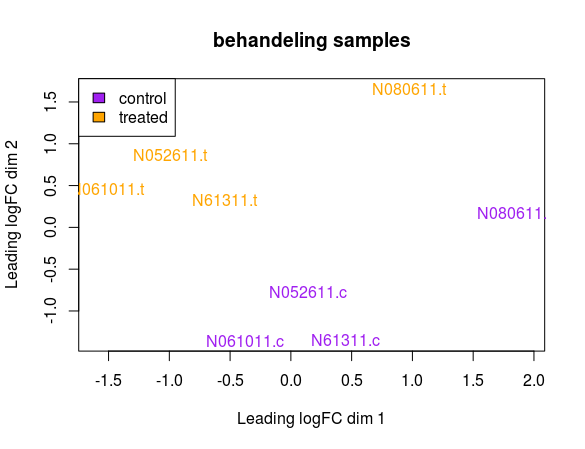 behandeling samples
control
treated
N080611.t
N052611.t
061011.t
N61311.t
N080611.
N052611.c
N061011.c
N61311.c
Leading logFC dim 2
1.5
1.0
0.5
0.0
-0.5
-1.0
-1.5 -1.0 -0.5 0.0 0.5 1.0 1.5 2.0
Leading logFC dim 1